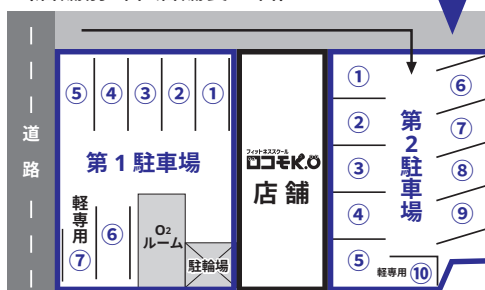 道路
⑤ ④ ③ ② ①
第1駐車場
軽専用
⑦
⑥
O2
ルーム
駐輪場
フィットネススクール
ロコモK.O
店舗
①
②
③
④
⑤
第2駐車場
⑥
⑦
⑧
⑨
軽専用 ⑩